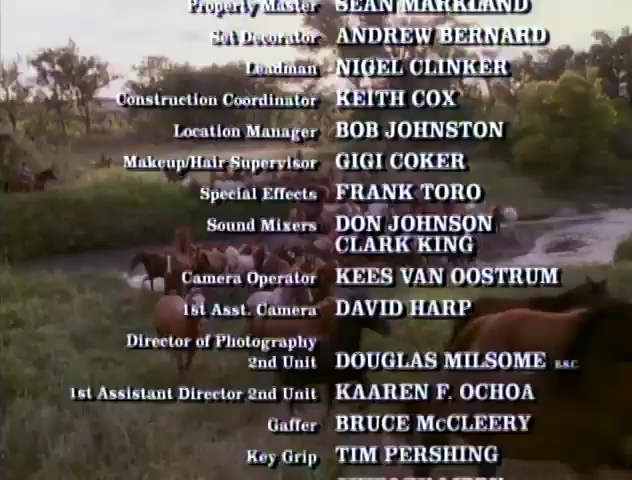 Property Master SEAN MARKLAND
Set Decorator ANDREW BERNARD
Leadman NIGEL CLINKER
Construction Coordinator KEITH COX
Location Manager BOB JOHNSTON
Makeup/Hair Supervisor GIGI COKER
Special Effects FRANK TORO
Sound Mixers DON JOHNSON
CLARK KING
Camera Operator KEES VAN OOSTRUM
1st Asst. Camera DAVID HARP
Director of Photography
2nd Unit DOUGLAS MILSOME B.S.C.
1st Assistant Director 2nd Unit KAAREN F. OCHOA
Gaffer BRUCE McCLEERY
Key Grip TIM PERSHING